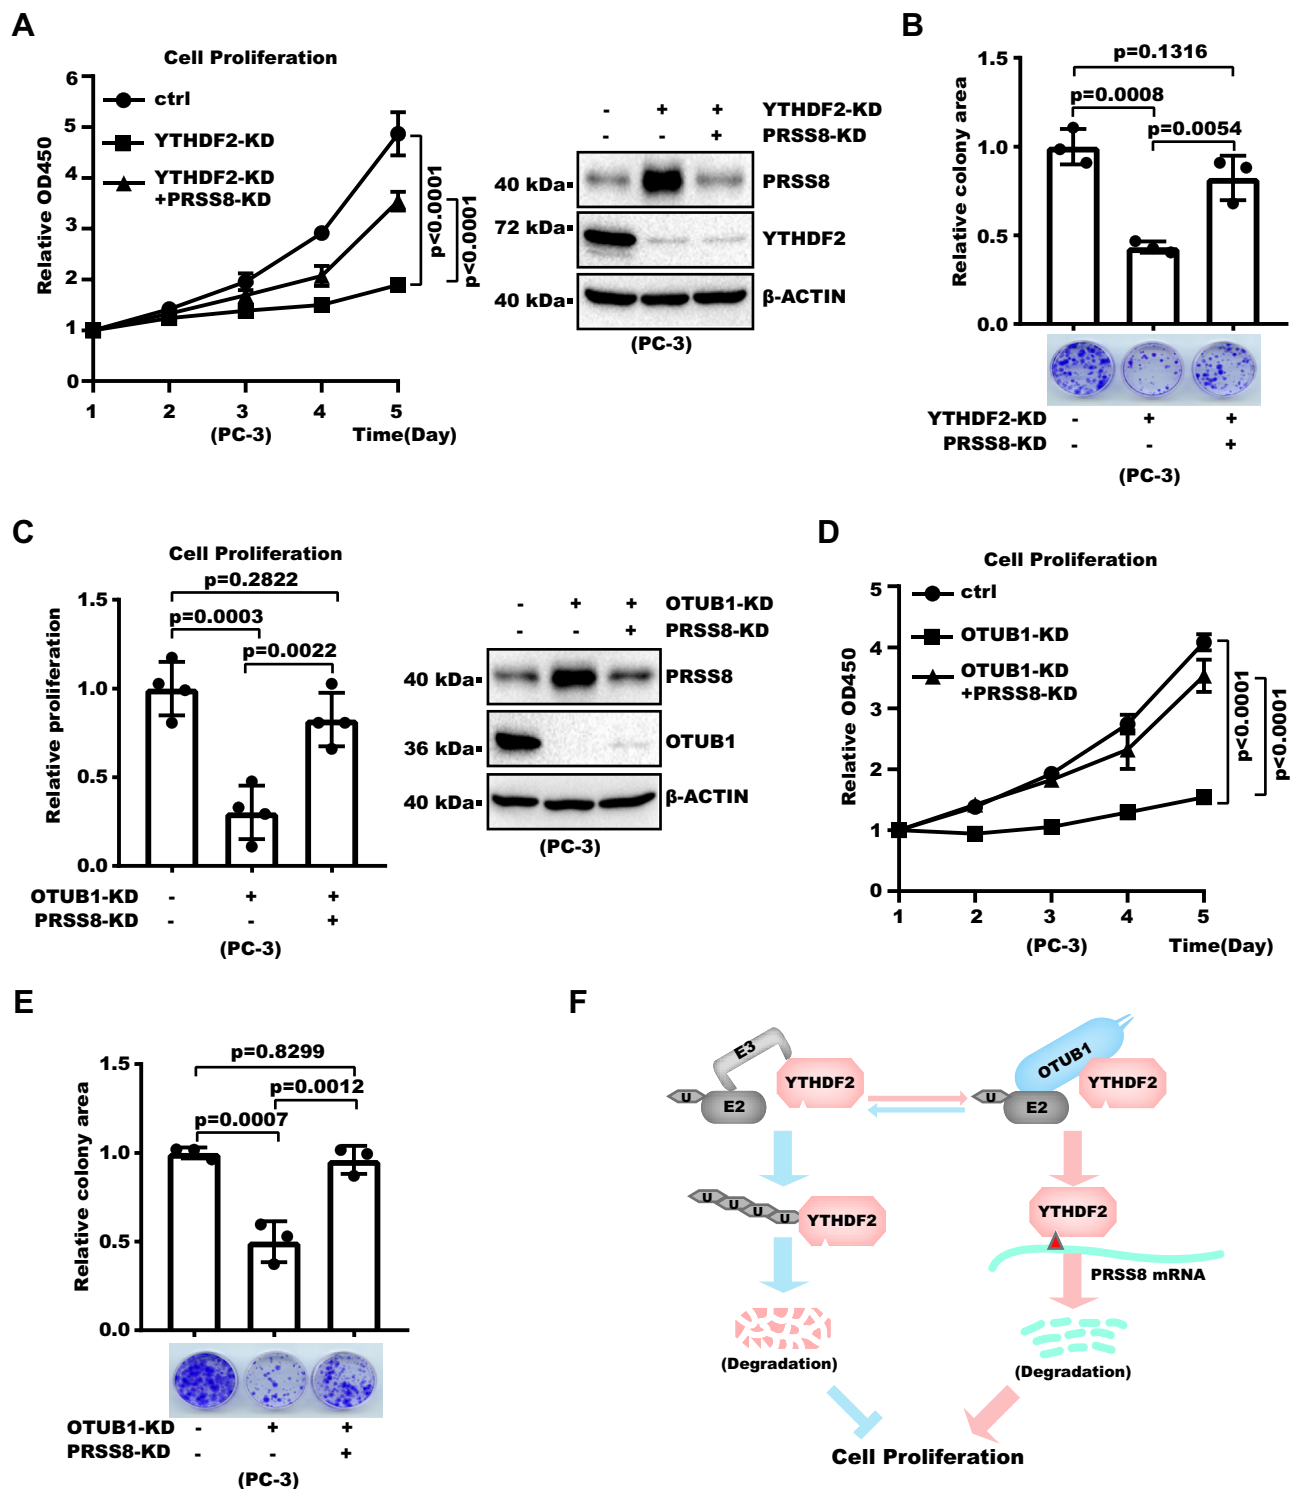 A
Cell Proliferation
6
5
4
3
2
1
0
Relative OD450
ctrl
YTHDF2-KD
YTHDF2-KD
+PRSS8-KD
p<0.0001
p<0.0001
1 2 3 4 5
(PC-3)
Time(Day)
- + + YTHDF2-KD
- - + PRSS8-KD
40 kDa PRSS8
72 kDa YTHDF2
40 kDa β-ACTIN
(PC-3)
B
Relative colony area
1.5
1.0
0.5
0.0
p=0.1316
p=0.0008
p=0.0054
YTHDF2-KD - + +
PRSS8-KD - - +
(PC-3)
C
Cell Proliferation
Relative proliferation
1.5
1.0
0.5
0.0
p=0.2822
p=0.0003
p=0.0022
OTUB1-KD - + +
PRSS8-KD - - +
(PC-3)
- + + OTUB1-KD
- - + PRSS8-KD
40 kDa PRSS8
36 kDa OTUB1
40 kDa β-ACTIN
(PC-3)
D
Cell Proliferation
5
4
3
2
1
0
Relative OD450
ctrl
OTUB1-KD
OTUB1-KD
+PRSS8-KD
p<0.0001
p<0.0001
1 2 3 4 5
(PC-3)
Time(Day)
E
Relative colony area
1.5
1.0
0.5
0.0
p=0.8299
p=0.0012
p=0.0007
OTUB1-KD - + +
PRSS8-KD - - +
(PC-3)
F
E3
YTHDF2
U
E2
OTUB1
YTHDF2
U
E2
U U U U YTHDF2
YTHDF2
PRSS8 mRNA
(Degradation)
(Degradation)
Cell Proliferation